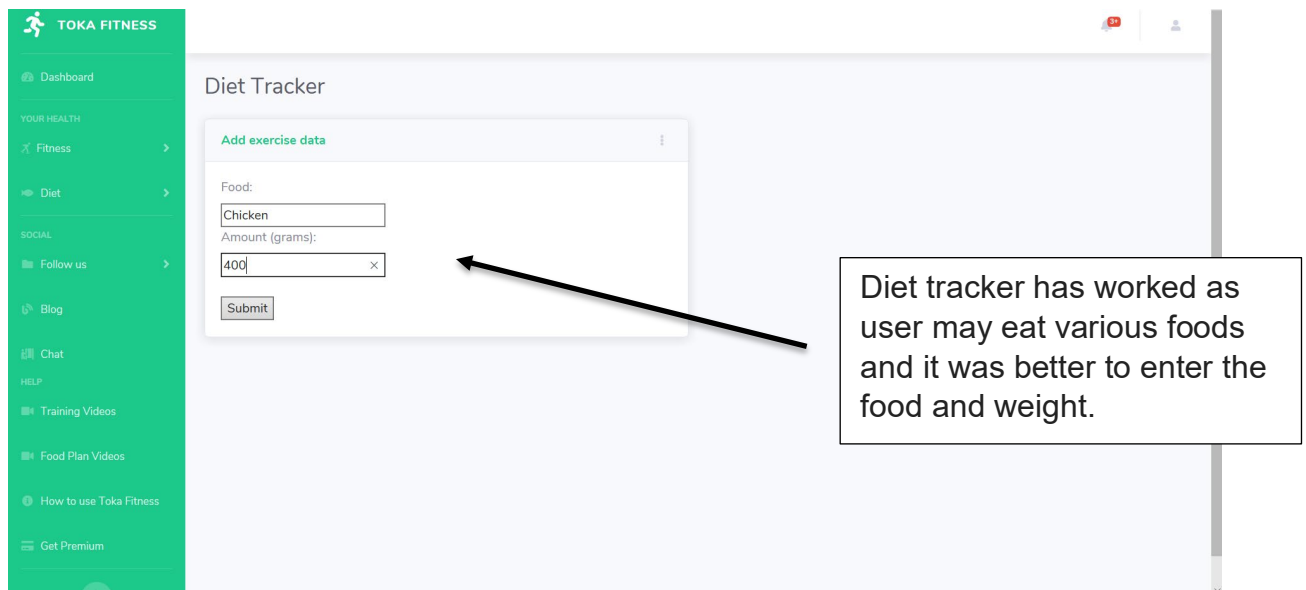 TOKA FITNESS
3+
Dashboard
YOUR HEALTH
Fitness
Diet
SOCIAL
Follow us
Blog
Chat
HELP
Training Videos
Food Plan Videos
How to use Toka Fitness
Get Premium
Diet Tracker
Add exercise data
Food:
Chicken
Amount (grams):
400
Submit
Diet tracker has worked as
user may eat various foods
and it was better to enter the
food and weight.